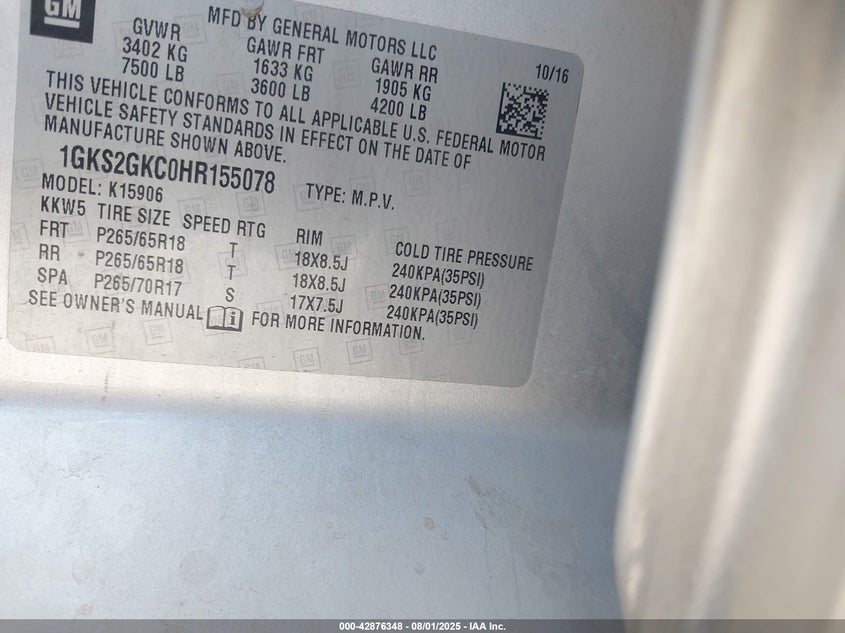 GM
MFD BY GENERAL MOTORS LLC
GVWR GAWR FRT GAWR RR 10/16
3402 KG 1633 KG 1905 KG
7500 LB 3600 LB 4200 LB
THIS VEHICLE CONFORMS TO ALL APPLICABLE U.S. FEDERAL MOTOR
VEHICLE SAFETY STANDARDS IN EFFECT ON THE DATE OF
MANUFACTURE SHOWN ABOVE.
1GKS2GKC0HR155078 TYPE: M.P.V.
MODEL: K15906
KKW5 TIRE SIZE SPEED RTG RIM COLD TIRE PRESSURE
FRT P265/65R18 T 18X8.5J 240KPA(35PSI)
RR P265/65R18 T 18X8.5J 240KPA(35PSI)
SPA P265/70R17 S 17X7.5J 240KPA(35PSI)
SEE OWNER'S MANUAL FOR MORE INFORMATION.
000-42876348 - 08/01/2025 - IAA Inc.